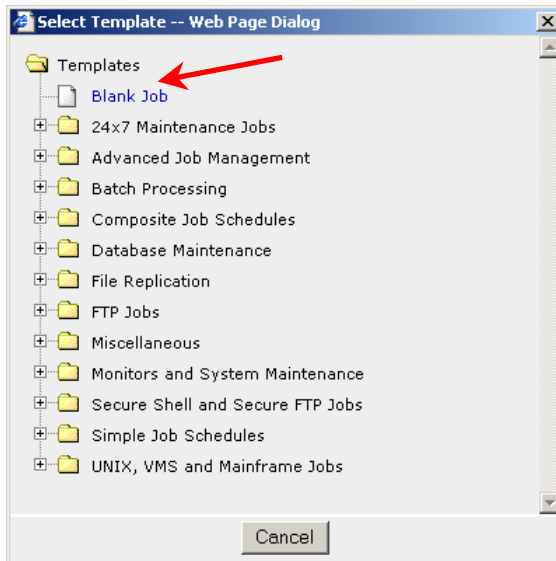 Select Template -- Web Page Dialog
Templates
Blank Job
24x7 Maintenance Jobs
Advanced Job Management
Batch Processing
Composite Job Schedules
Database Maintenance
File Replication
FTP Jobs
Miscellaneous
Monitors and System Maintenance
Secure Shell and Secure FTP Jobs
Simple Job Schedules
UNIX, VMS and Mainframe Jobs
Cancel